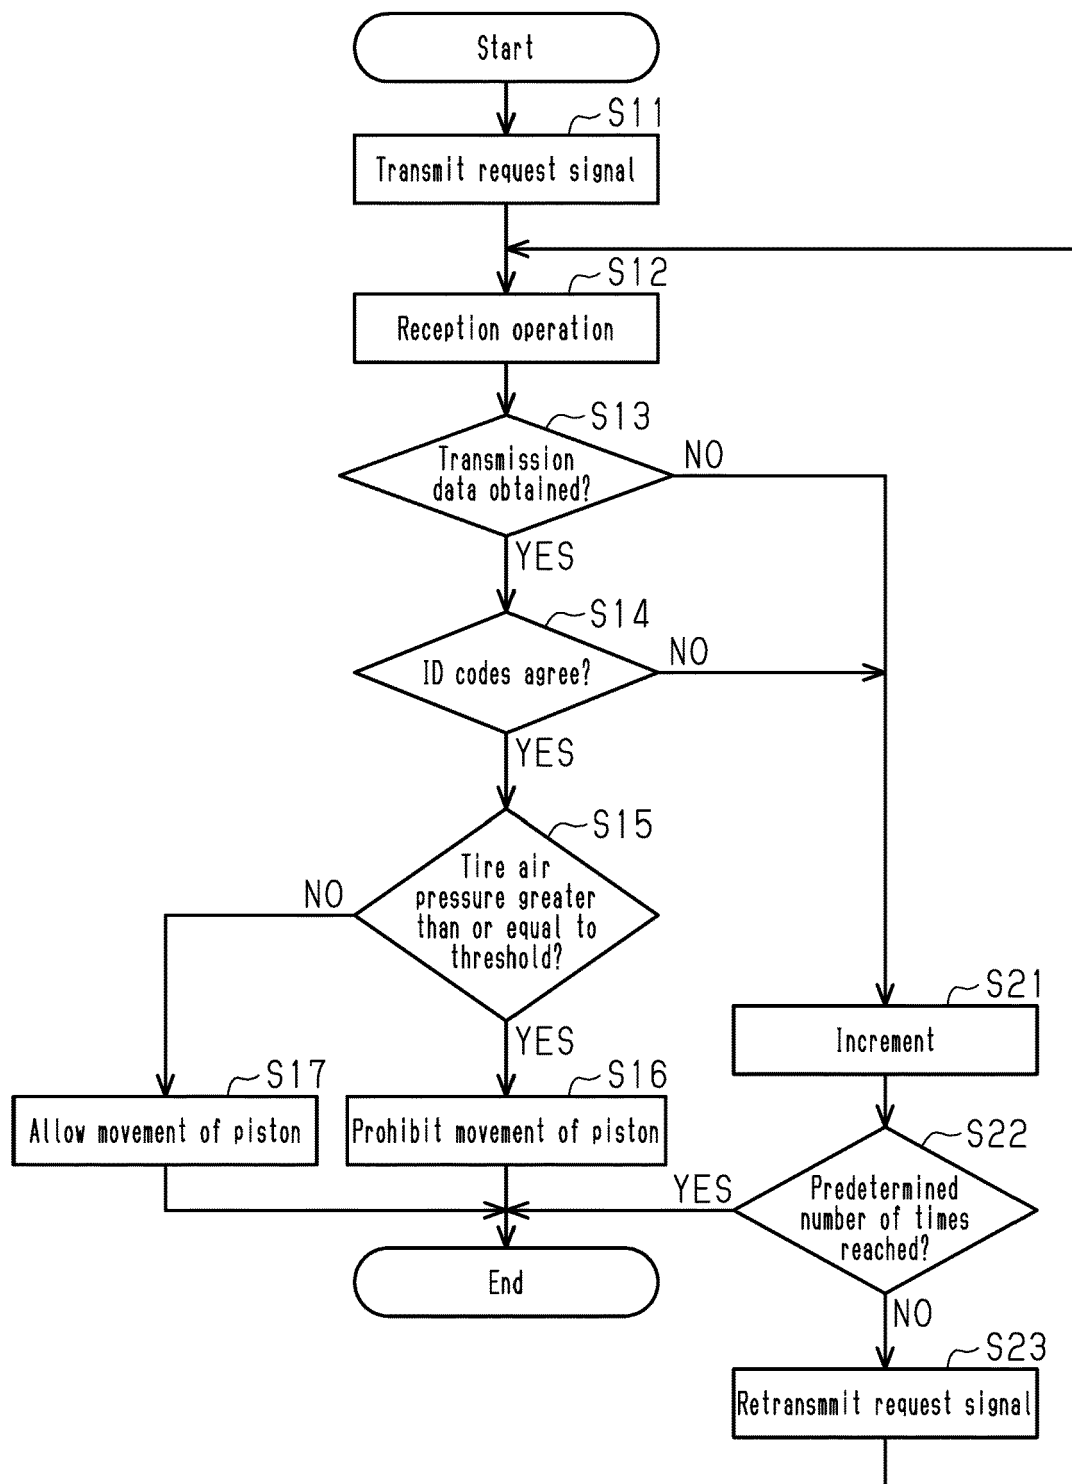 Start
S11
Transmit request signal
S12
Reception operation
S13
Transmission
data obtained?
NO
YES
S14
ID codes agree?
NO
YES
S15
Tire air
pressure greater
than or equal to
threshold?
NO
YES
S21
Increment
S17
Allow movement of piston
S16
Prohibit movement of piston
S22
Predetermined
number of times
reached?
YES
End
NO
S23
Retransmmit request signal